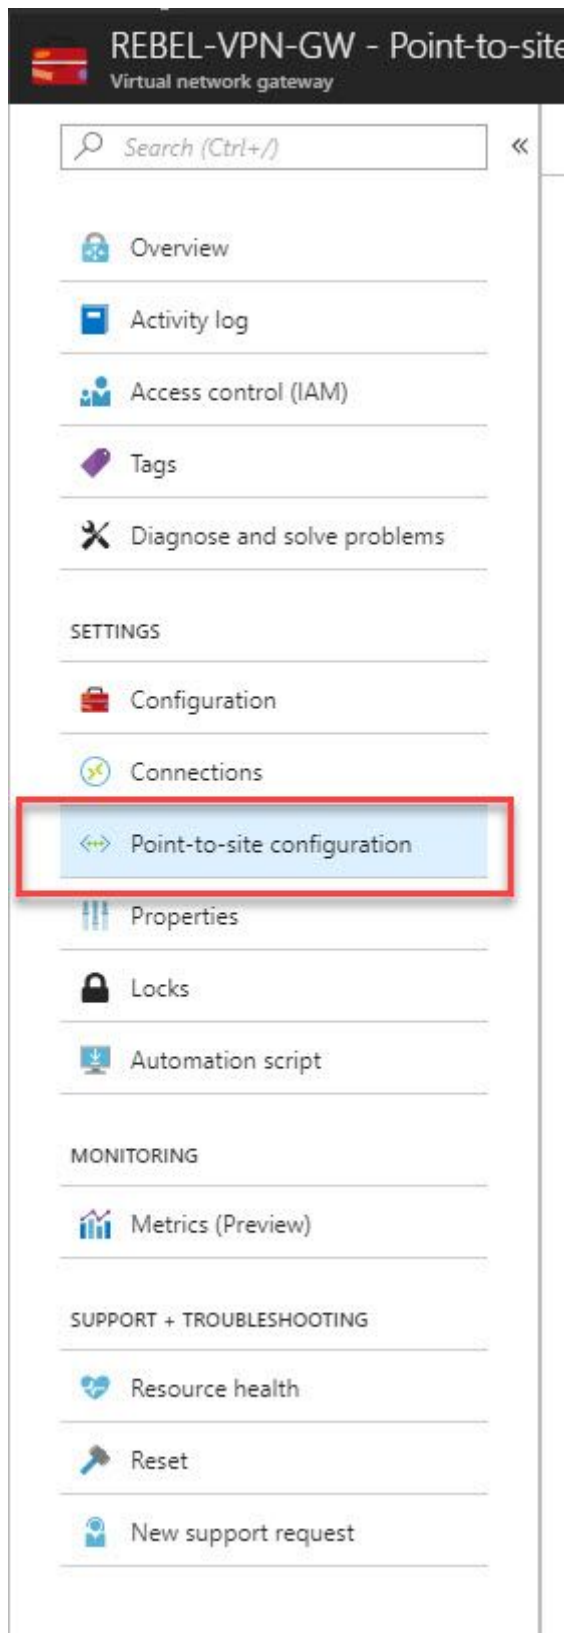 REBEL-VPN-GW - Point-to-site
Virtual network gateway
Search (Ctrl+/)
Overview
Activity log
Access control (IAM)
Tags
Diagnose and solve problems
SETTINGS
Configuration
Connections
Point-to-site configuration
Properties
Locks
Automation script
MONITORING
Metrics (Preview)
SUPPORT + TROUBLESHOOTING
Resource health
Reset
New support request